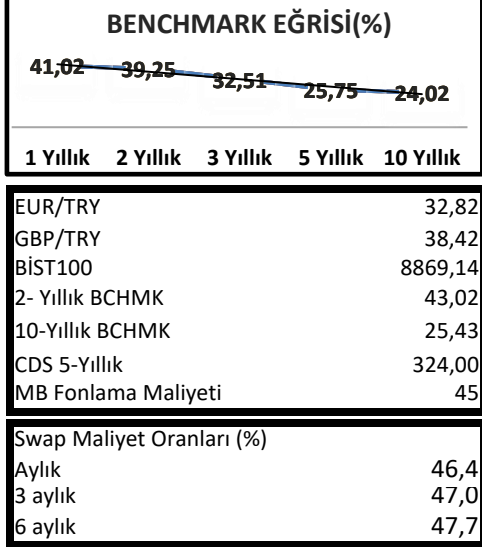 BENCHMARK EĞRİSİ(%)
41,02 39,25 32,51 25,75 24,02
1 Yıllık 2 Yıllık 3 Yıllık 5 Yıllık 10 Yıllık
EUR/TRY 32,82
GBP/TRY 38,42
BİST100 8869,14
2- Yıllık BCHMK 43,02
10-Yıllık BCHMK 25,43
CDS 5-Yıllık 324,00
MB Fonlama Maliyeti 45
Swap Maliyet Oranları (%)
Aylık 46,4
3 aylık 47,0
6 aylık 47,7